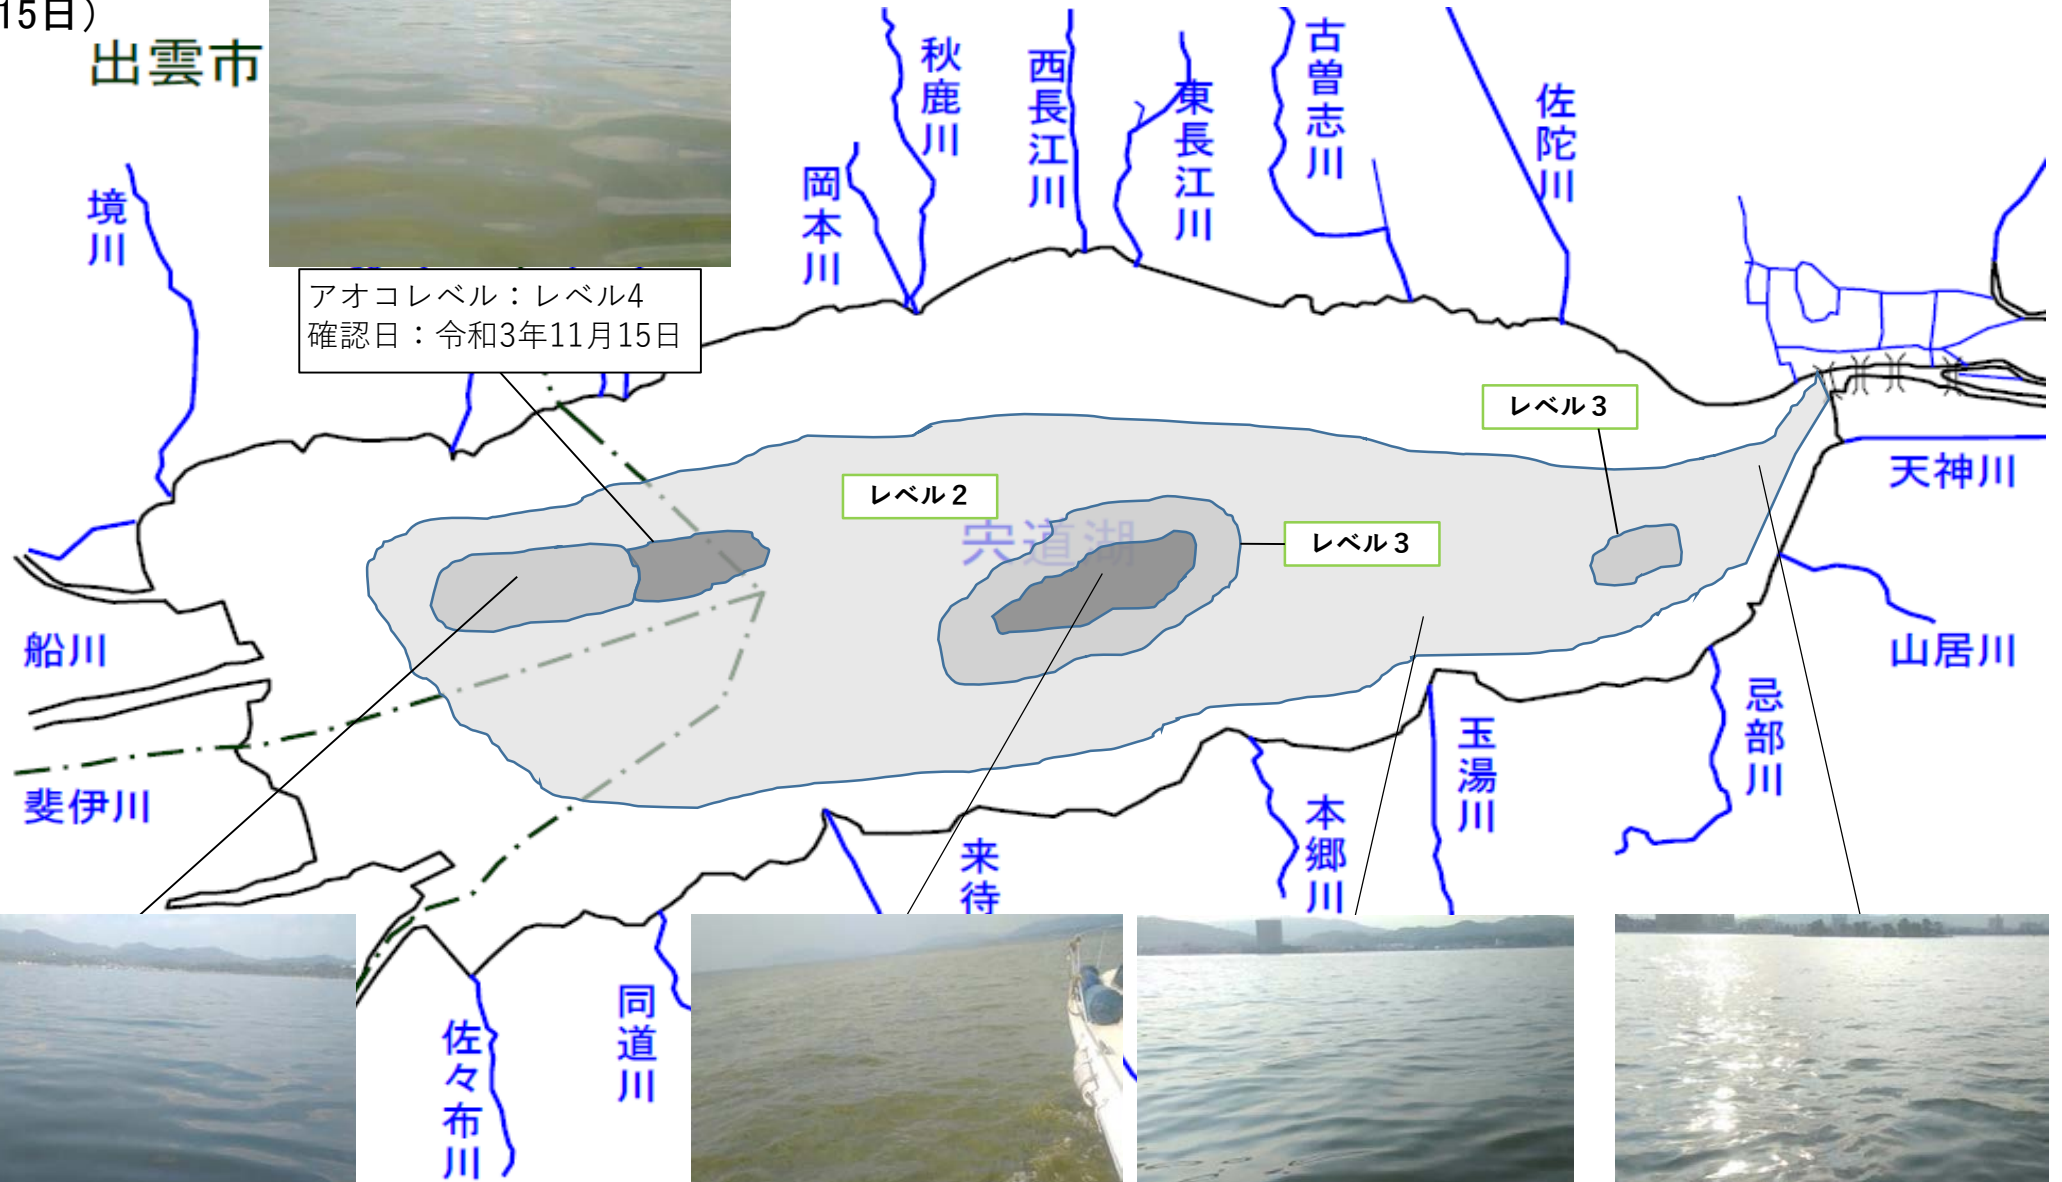 15日）
出雲市
秋鹿川
西長江川
東長江川
古曽志川
佐陀川
岡本川
境川
アオコレベル：レベル4
確認日：令和3年11月15日
レベル３
レベル２
宍道湖
レベル３
天神川
船川
山居川
斐伊川
忌部川
玉湯川
本郷川
来待
同道川
佐々布川